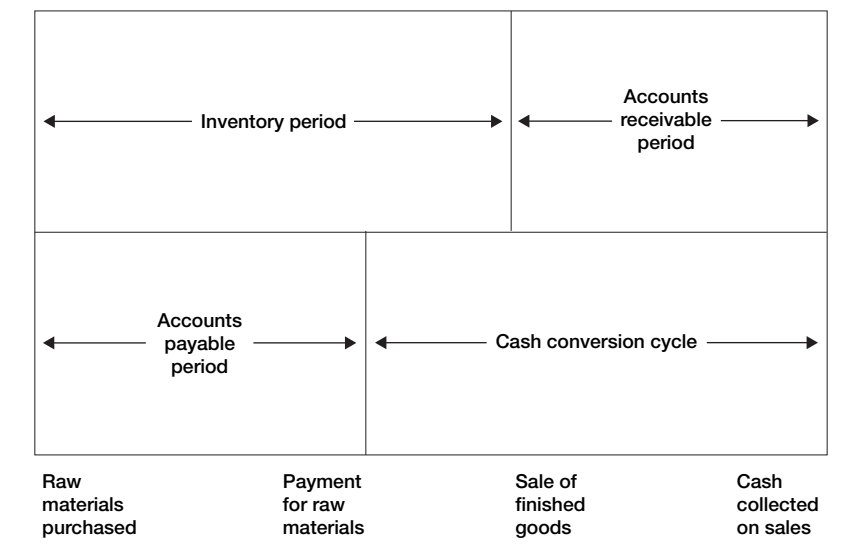 Inventory period
Accounts
receivable
period
Accounts
payable
period
Cash conversion cycle
Raw
materials
purchased
Payment
for raw
materials
Sale of
finished
goods
Cash
collected
on sales